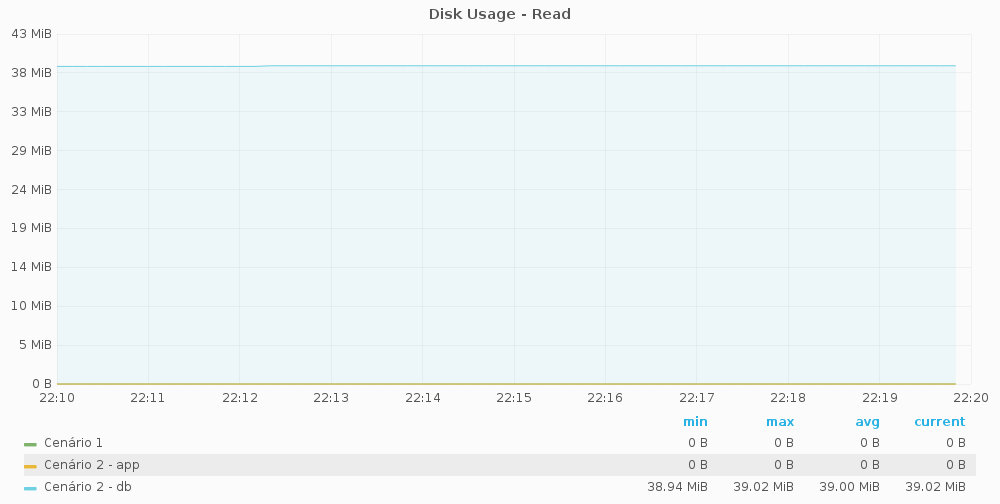 Disk Usage - Read
43 MiB
38 MiB
33 MiB
29 MiB
24 MiB
19 MiB
14 MiB
10 MiB
5 MiB
0 B
22:10 22:11 22:12 22:13 22:14 22:15 22:16 22:17 22:18 22:19 22:20
min max avg current
Cenário 1 0 B 0 B 0 B 0 B
Cenário 2 - app 0 B 0 B 0 B 0 B
Cenário 2 - db 38.94 MiB 39.02 MiB 39.00 MiB 39.02 MiB